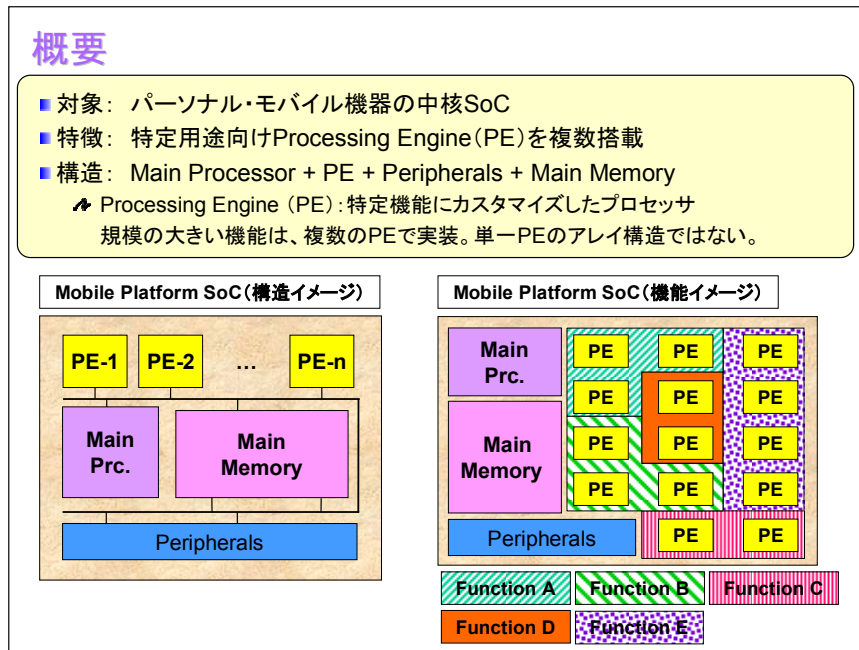 概要
対象： パーソナル・モバイル機器の中核SoC
特徴： 特定用途向けProcessing Engine（PE）を複数搭載
構造： Main Processor + PE + Peripherals + Main Memory
Processing Engine （PE）：特定機能にカスタマイズしたプロセッサ
規模の大きい機能は、複数のPEで実装。単一PEのアレイ構造ではない。
Mobile Platform SoC（構造イメージ）
PE-1 PE-2 … PE-n
Main Prc.
Main Memory
Peripherals
Mobile Platform SoC（機能イメージ）
Main Prc.
Main Memory
Peripherals
PE PE PE
PE PE PE
PE PE PE
PE PE PE
PE PE
Function A Function B Function C
Function D Function E